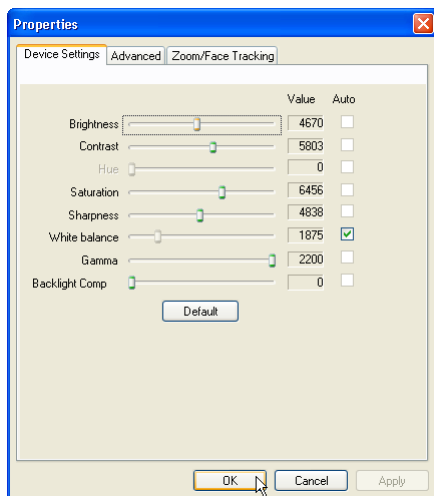 Properties
Device Settings Advanced Zoom/Face Tracking
Value Auto
Brightness 4670
Contrast 5803
Hue 0
Saturation 6456
Sharpness 4838
White balance 1875
Gamma 2200
Backlight Comp 0
Default
OK Cancel Apply